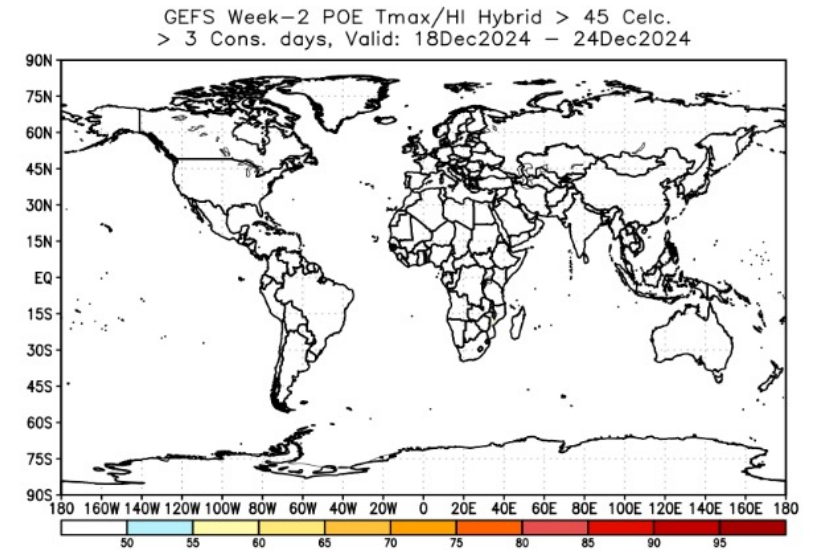 GEFS Week-2 POE Tmax/HI Hybrid > 45 Celc.
> 3 Cons. days, Valid: 18Dec2024 - 24Dec2024
90N
75N
60N
45N
30N
15N
EQ
15S
30S
45S
60S
75S
90S
180 160W 140W 120W 100W 80W 60W 40W 20W 0 20E 40E 60E 80E 100E 120E 140E 160E 180
50 55 60 65 70 75 80 85 90 95